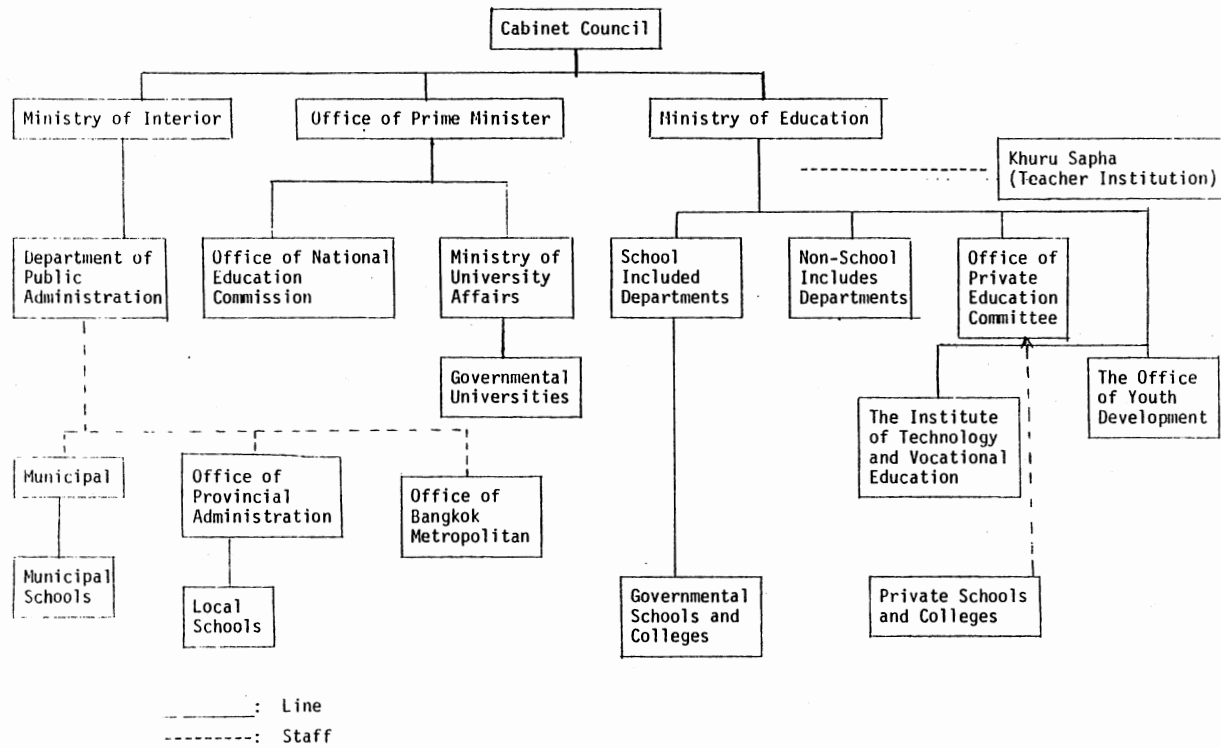 Cabinet Council
Ministry of Interior
Office of Prime Minister
Ministry of Education
Khuru Sapha
(Teacher Institution)
Department of
Public
Administration
Office of National
Education
Commission
Ministry of
University
Affairs
School
Included
Departments
Non-School
Includes
Departments
Office of
Private
Education
Committee
Governmental
Universities
The Institute
of Technology
and Vocational
Education
The Office
of Youth
Development
Municipal
Office of
Provincial
Administration
Office of
Bangkok
Metropolitan
Municipal
Schools
Local
Schools
Governmental
Schools and
Colleges
Private Schools
and Colleges
: Line
: Staff